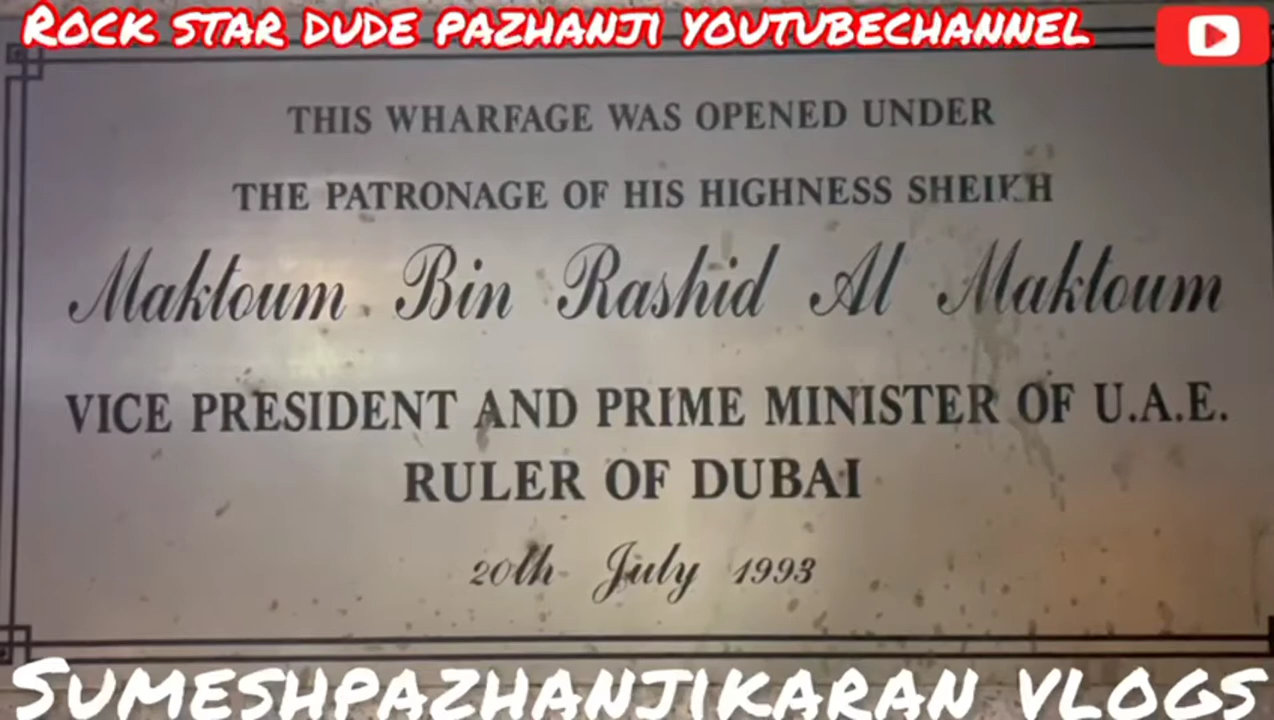 ROCK STAR DUDE PAZHANJI YOUTUBECHANNEL
THIS WHARFAGE WAS OPENED UNDER
THE PATRONAGE OF HIS HIGHNESS SHEIKH
Maktoum Bin Rashid Al Maktoum
VICE PRESIDENT AND PRIME MINISTER OF U.A.E.
RULER OF DUBAI
20th July 1993
SUMESHPAZHANJIKARAN VLOGS